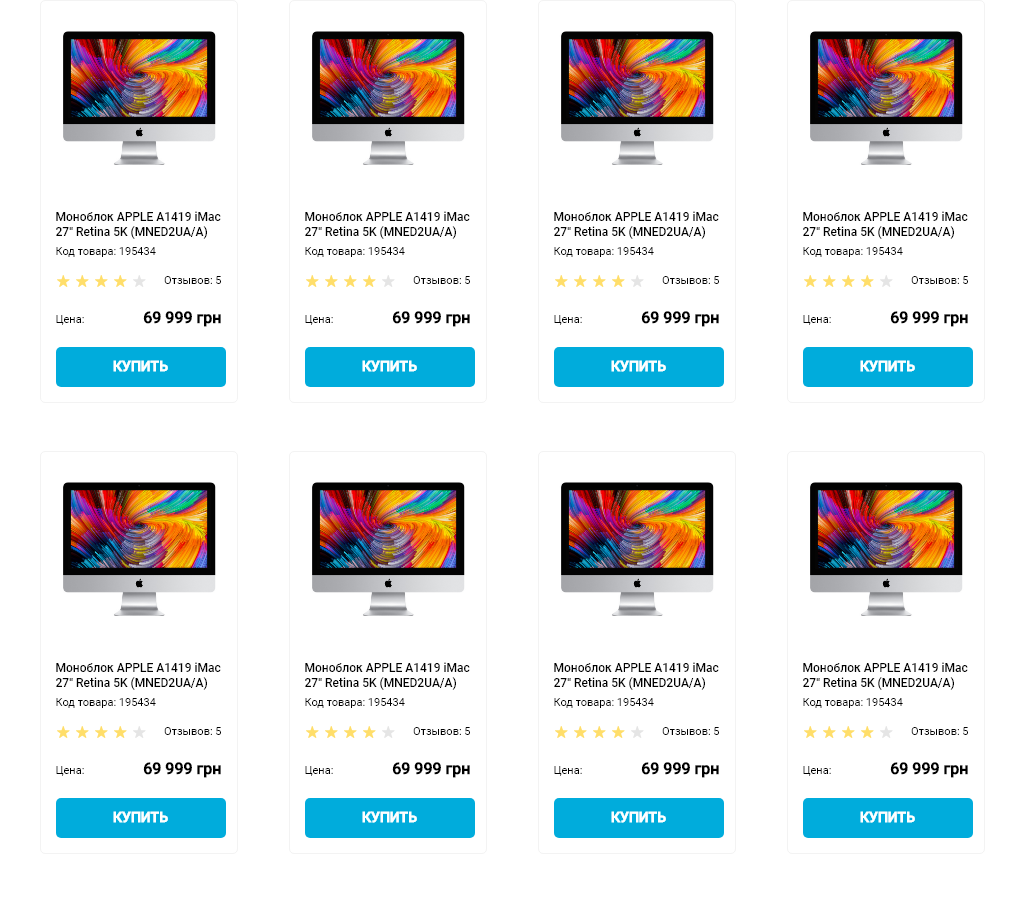 Моноблок APPLE A1419 iMac
27" Retina 5K (MNED2UA/A)
Код товара: 195434
Отзывов: 5
Цена: 69 999 грн
КУПИТЬ
Моноблок APPLE A1419 iMac
27" Retina 5K (MNED2UA/A)
Код товара: 195434
Отзывов: 5
Цена: 69 999 грн
КУПИТЬ
Моноблок APPLE A1419 iMac
27" Retina 5K (MNED2UA/A)
Код товара: 195434
Отзывов: 5
Цена: 69 999 грн
КУПИТЬ
Моноблок APPLE A1419 iMac
27" Retina 5K (MNED2UA/A)
Код товара: 195434
Отзывов: 5
Цена: 69 999 грн
КУПИТЬ
Моноблок APPLE A1419 iMac
27" Retina 5K (MNED2UA/A)
Код товара: 195434
Отзывов: 5
Цена: 69 999 грн
КУПИТЬ
Моноблок APPLE A1419 iMac
27" Retina 5K (MNED2UA/A)
Код товара: 195434
Отзывов: 5
Цена: 69 999 грн
КУПИТЬ
Моноблок APPLE A1419 iMac
27" Retina 5K (MNED2UA/A)
Код товара: 195434
Отзывов: 5
Цена: 69 999 грн
КУПИТЬ
Моноблок APPLE A1419 iMac
27" Retina 5K (MNED2UA/A)
Код товара: 195434
Отзывов: 5
Цена: 69 999 грн
КУПИТЬ